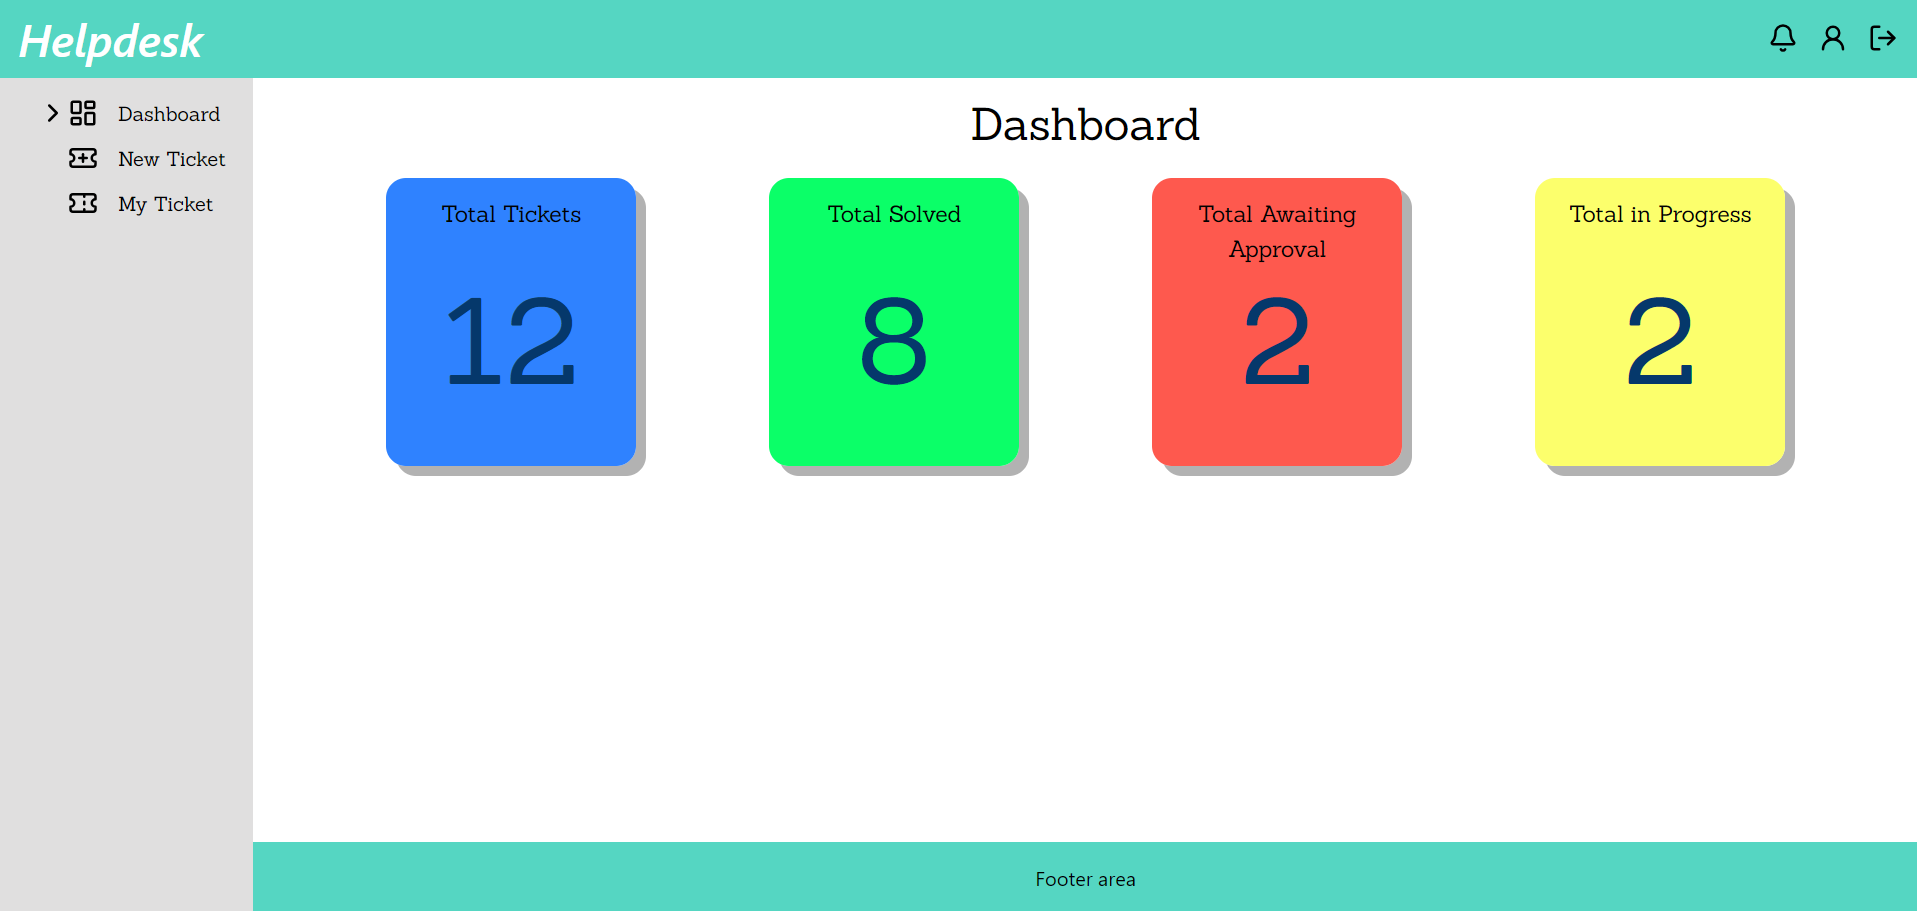 Helpdesk
Dashboard
New Ticket
My Ticket
Dashboard
Total Tickets
12
Total Solved
8
Total Awaiting
Approval
2
Total in Progress
2
Footer area